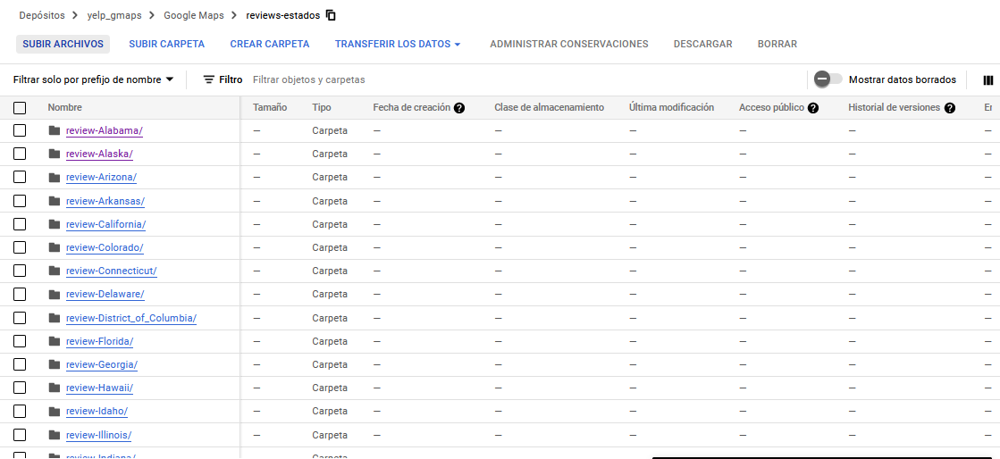 Depósitos > yelp_gmaps > Google Maps > reviews-estados
SUBIR ARCHIVOS SUBIR CARPETA CREAR CARPETA TRANSFERIR LOS DATOS ADMINISTRAR CONSERVACIONES DESCARGAR BORRAR
Filtrar solo por prefijo de nombre Filtro Filtrar objetos y carpetas Mostrar datos borrados
Nombre Tamaño Tipo Fecha de creación ? Clase de almacenamiento Última modificación Acceso público ? Historial de versiones ?
review-Alabama/ — Carpeta — — — — — —
review-Alaska/ — Carpeta — — — — — —
review-Arizona/ — Carpeta — — — — — —
review-Arkansas/ — Carpeta — — — — — —
review-California/ — Carpeta — — — — — —
review-Colorado/ — Carpeta — — — — — —
review-Connecticut/ — Carpeta — — — — — —
review-Delaware/ — Carpeta — — — — — —
review-District_of_Columbia/ — Carpeta — — — — — —
review-Florida/ — Carpeta — — — — — —
review-Georgia/ — Carpeta — — — — — —
review-Hawaii/ — Carpeta — — — — — —
review-Idaho/ — Carpeta — — — — — —
review-Illinois/ — Carpeta — — — — — —
review-Indiana/ — Carpeta — — — — — —